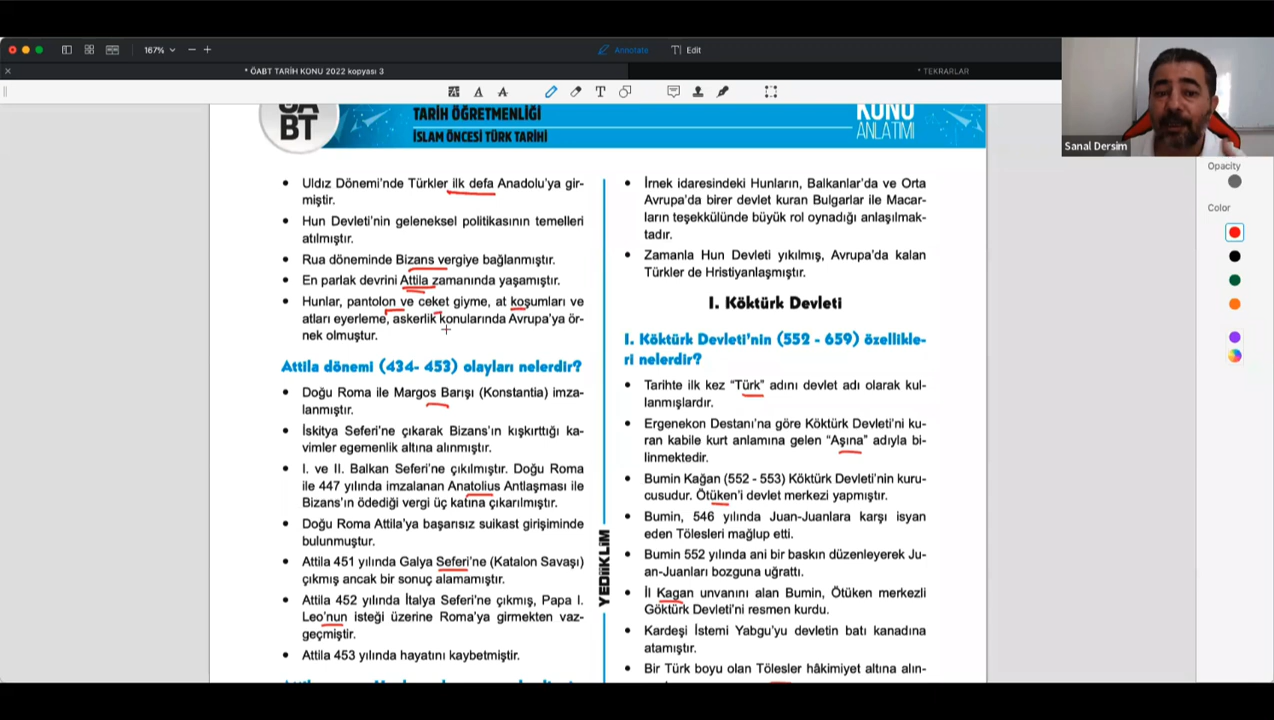 167%
Annotate
Edit
* ÖABT TARİH KONU 2022 kopyası 3
* TEKRARLAR
Sanal Dersim
Opacity
Color
BT
TARİH ÖĞRETMENLİĞİ
İSLAM ÖNCESİ TÜRK TARİHİ
KONU
ANLATIMI
• Uldız Dönemi'nde Türkler ilk defa Anadolu'ya gir-
miştir.
• Hun Devleti'nin geleneksel politikasının temelleri
atılmıştır.
• Rua döneminde Bizans vergiye bağlanmıştır.
• En parlak devrini Attila zamanında yaşamıştır.
• Hunlar, pantolon ve ceket giyme, at koşumları ve
atları eyerleme, askerlik konularında Avrupa'ya ör-
nek olmuştur.
Attila dönemi (434- 453) olayları nelerdir?
• Doğu Roma ile Margos Barışı (Konstantia) imza-
lanmıştır.
• İskitya Seferi'ne çıkarak Bizans'ın kışkırttığı ka-
vimler egemenlik altına alınmıştır.
• I. ve II. Balkan Seferi'ne çıkılmıştır. Doğu Roma
ile 447 yılında imzalanan Anatolius Antlaşması ile
Bizans'ın ödediği vergi üç katına çıkarılmıştır.
• Doğu Roma Attila'ya başarısız suikast girişiminde
bulunmuştur.
• Attila 451 yılında Galya Seferi'ne (Katalon Savaşı)
çıkmış ancak bir sonuç alamamıştır.
• Attila 452 yılında İtalya Seferi'ne çıkmış, Papa I.
Leo'nun isteği üzerine Roma'ya girmekten vaz-
geçmiştir.
• Attila 453 yılında hayatını kaybetmiştir.
YEDİİKLİM
• İrnek idaresindeki Hunların, Balkanlar'da ve Orta
Avrupa'da birer devlet kuran Bulgarlar ile Macar-
ların teşekkülünde büyük rol oynadığı anlaşılmak-
tadır.
• Zamanla Hun Devleti yıkılmış, Avrupa'da kalan
Türkler de Hristiyanlaşmıştır.
I. Köktürk Devleti
I. Köktürk Devleti'nin (552 - 659) özellikle-
ri nelerdir?
• Tarihte ilk kez "Türk" adını devlet adı olarak kul-
lanmışlardır.
• Ergenekon Destanı'na göre Köktürk Devleti'ni ku-
ran kabile kurt anlamına gelen "Aşına" adıyla bi-
linmektedir.
• Bumin Kağan (552 - 553) Köktürk Devleti'nin kuru-
cusudur. Ötüken'i devlet merkezi yapmıştır.
• Bumin, 546 yılında Juan-Juanlara karşı isyan
eden Tölesleri mağlup etti.
• Bumin 552 yılında ani bir baskın düzenleyerek Ju-
an-Juanları bozguna uğrattı.
• İl Kagan unvanını alan Bumin, Ötüken merkezli
Göktürk Devleti'ni resmen kurdu.
• Kardeşi İstemi Yabgu'yu devletin batı kanadına
atamıştır.
• Bir Türk boyu olan Tölesler hâkimiyet altına alın-